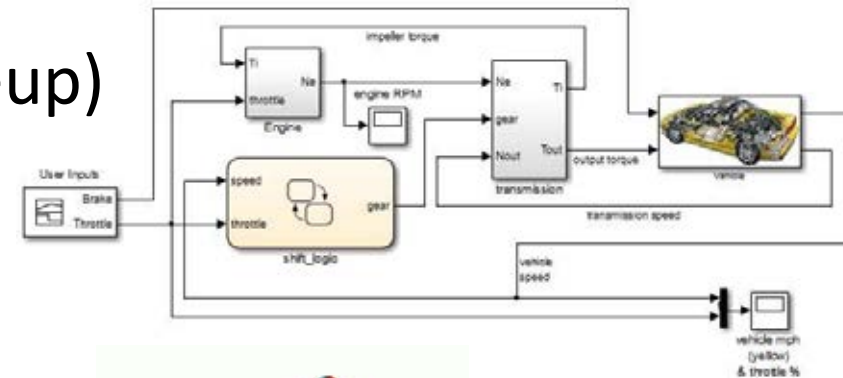 up)
impeller torque
Ti
Ne
throttle
Engine
engine RPM
Ne
gear
Nout
Ti
Tout
transmission
output torque
Vehicle
transmission speed
User Inputs
Brake
Throttle
speed
throttle
gear
shift_logic
vehicle
speed
vehicle mph
(yellow)
& throttle %